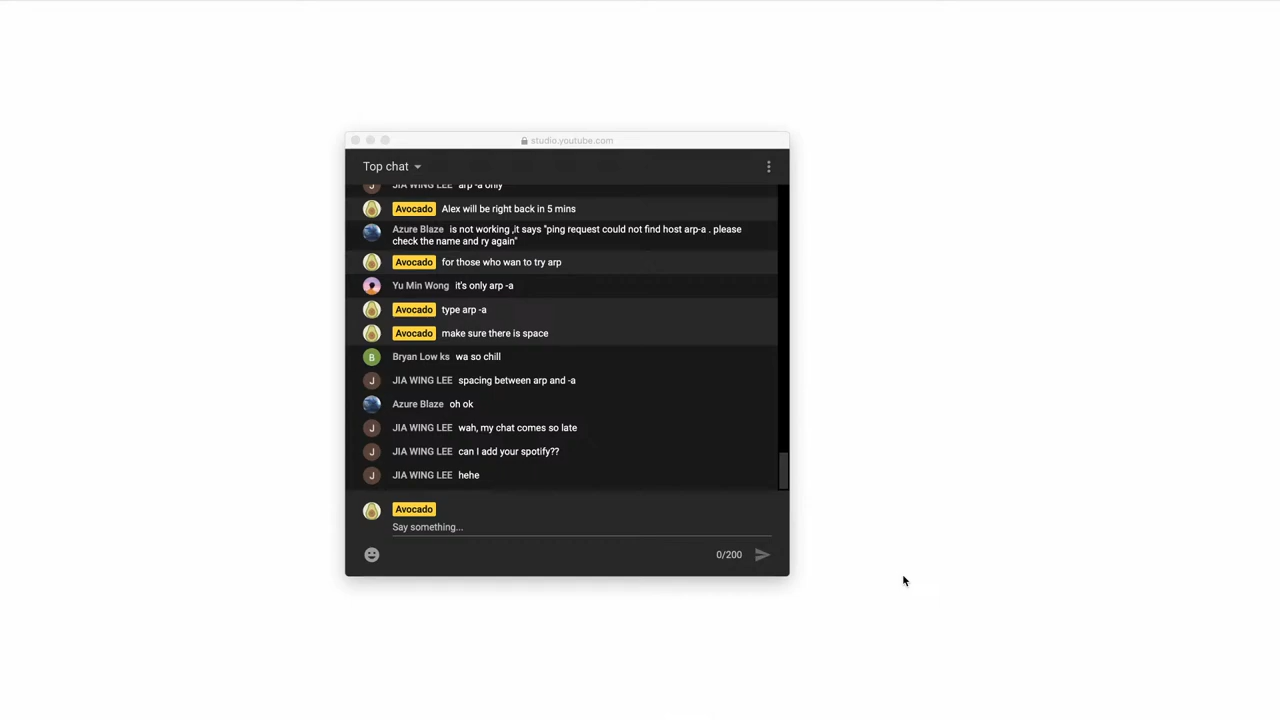 studio.youtube.com
Top chat
JIA WING LEE arp -a only
Avocado Alex will be right back in 5 mins
Azure Blaze is not working ,it says "ping request could not find host arp-a . please
check the name and ry again"
Avocado for those who wan to try arp
Yu Min Wong it's only arp -a
Avocado type arp -a
Avocado make sure there is space
B Bryan Low ks wa so chill
J JIA WING LEE spacing between arp and -a
Azure Blaze oh ok
J JIA WING LEE wah, my chat comes so late
J JIA WING LEE can I add your spotify??
J JIA WING LEE hehe
Avocado
Say something...
0/200